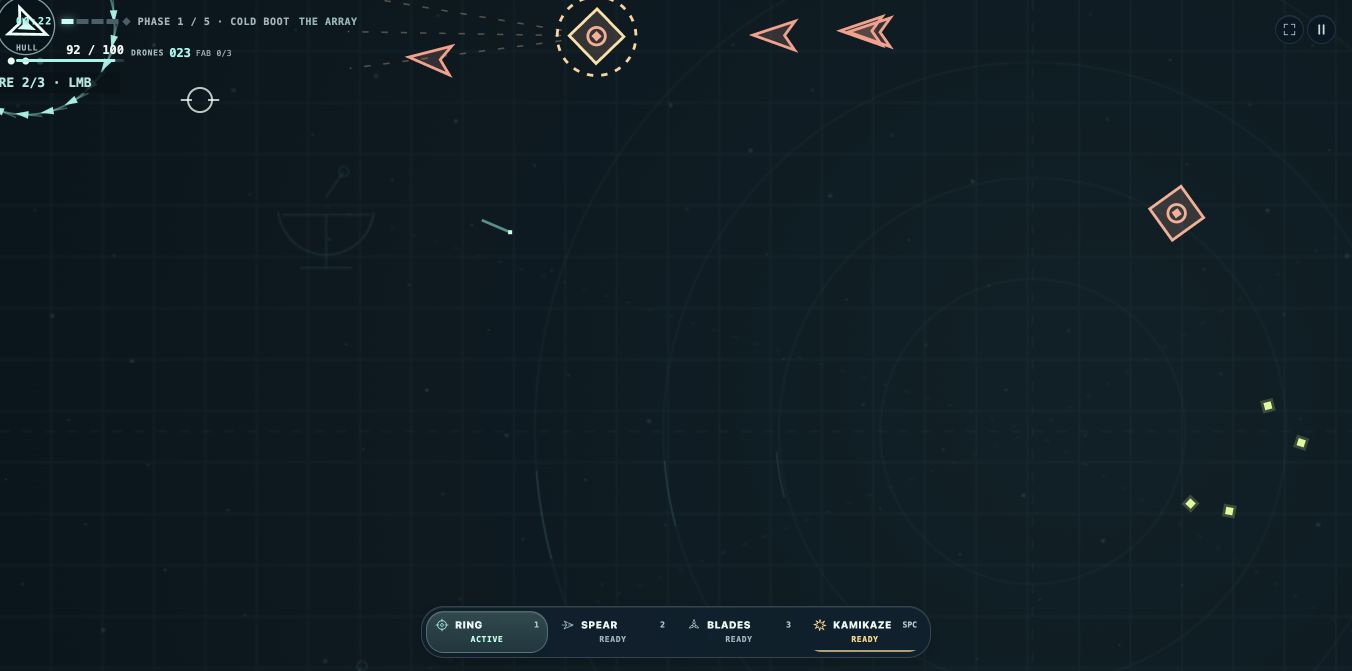 22
PHASE 1 / 5 · COLD BOOT THE ARRAY
HULL
92 / 100
DRONES 023 FAB 0/3
RE 2/3 · LMB
RING 1
ACTIVE
SPEAR 2
READY
BLADES 3
READY
KAMIKAZE SPC
READY